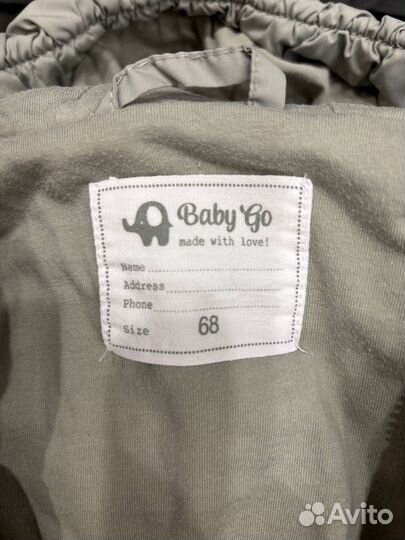 Baby Go
made with love!
Name
Address
Phone
Size 68
Avito